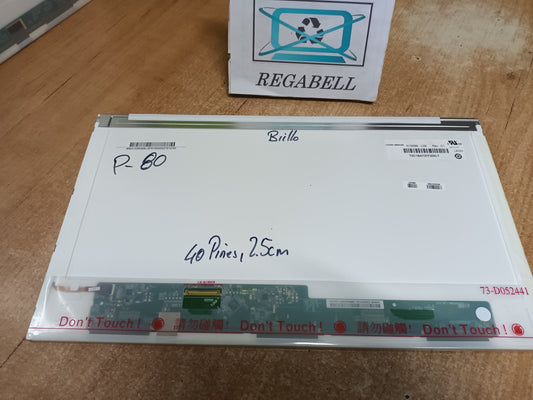 REGABELL
Brillo
P-80
40 Pines, 2.5cm
73-D052441
Don't Touch! 請勿碰觸! Don't Touch! 請勿碰觸! Don't Touch!